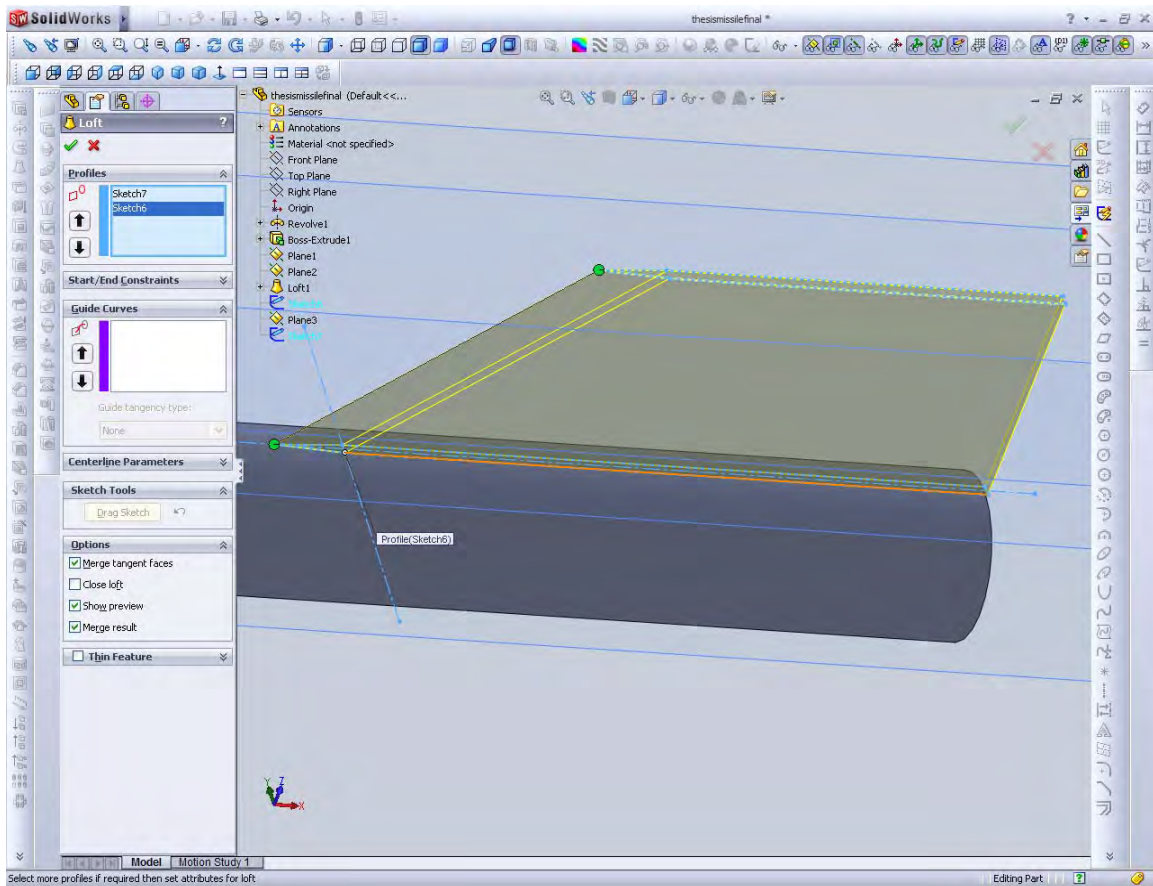 SolidWorks
thesismissilefinal *
Loft
?
Profiles
Sketch7
Sketch6
Start/End Constraints
Guide Curves
Guide tangency type:
None
Centerline Parameters
Sketch Tools
Drag Sketch
Options
Merge tangent faces
Close loft
Show preview
Merge result
Thin Feature
thesismissilefinal (Default<<...
Sensors
Annotations
Material <not specified>
Front Plane
Top Plane
Right Plane
Origin
Revolve1
Boss-Extrude1
Plane1
Plane2
Loft1
Plane3
Profile(Sketch6)
Y Z
X
Model Motion Study 1
Select more profiles if required then set attributes for loft Editing Part